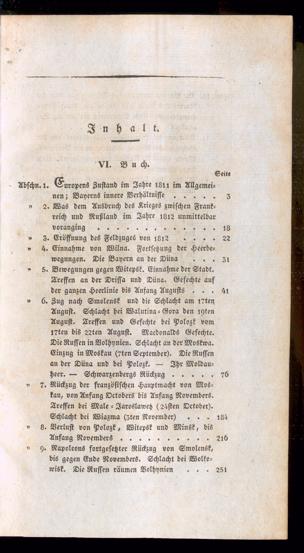 Inhalt.
VI. Buch.
Seite
Abschn. 1. Europens Zustand im Jahre 1811 im Allgemei-
nen; Bayerns innere Verhältnisse . . . . . 3
» 2. Was dem Ausbruch des Krieges zwischen Frank-
reich und Rußland im Jahre 1812 unmittelbar
voranging . . . . . . . . . . 18
» 3. Eröffnung des Feldzuges von 1812 . . . . 22
» 4. Einnahme von Wilna. Fortsetzung der Heerbe-
wegungen. Die Bayern an der Düna . . . . 31
» 5. Bewegungen gegen Witepsk. Einnahme der Stadt.
Treffen an der Drissa und Düna. Gefechte auf
der ganzen Heerlinie bis Anfang Augusts . . . 41
» 6. Zug nach Smolensk und die Schlacht am 17ten
August. Schlacht bei Walutina-Gora den 19ten
August. Treffen und Gefechte bei Polozk vom
17ten bis 22ten August. Macdonalds Gefechte.
Die Russen in Volhynien. Schlacht an der Moskwa.
Einzug in Moskau (7ten September). Die Russen
an der Düna und bei Polozk. — Ihr Moldau-
heer. — Schwarzenbergs Rückzug . . . . . 76
» 7. Rückzug der französischen Hauptmacht von Mos-
kau, von Anfang Octobers bis Anfang Novembers.
Treffen bei Malo-Jaroslawetz (24sten October).
Schlacht bei Wiazma (3ten November) . . . 184
» 8. Verlust von Polozk, Witepsk und Minsk, bis
Anfang Novembers . . . . . . . . 216
» 9. Napoleons fortgesetzter Rückzug von Smolensk,
bis gegen Ende Novembers. Schlacht bei Wolko-
wisk. Die Russen räumen Volhynien . . . 251